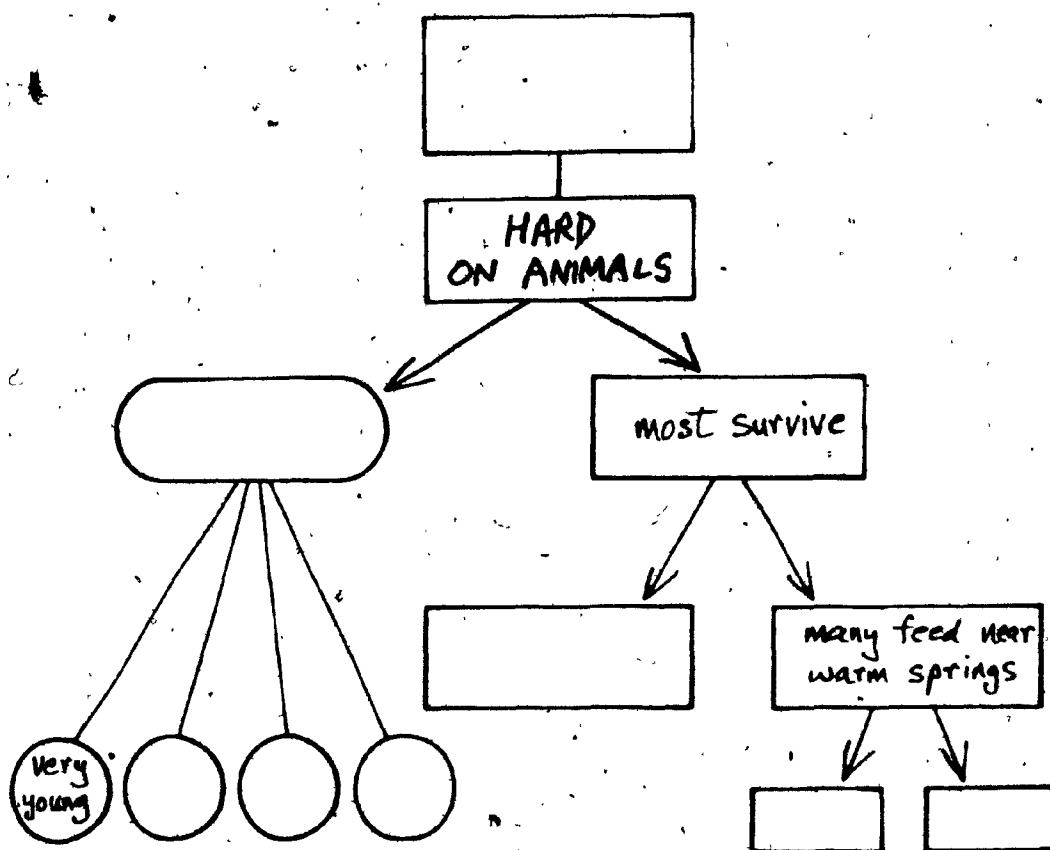 HARD
ON ANIMALS
most survive
many feed near
warm springs
very
young